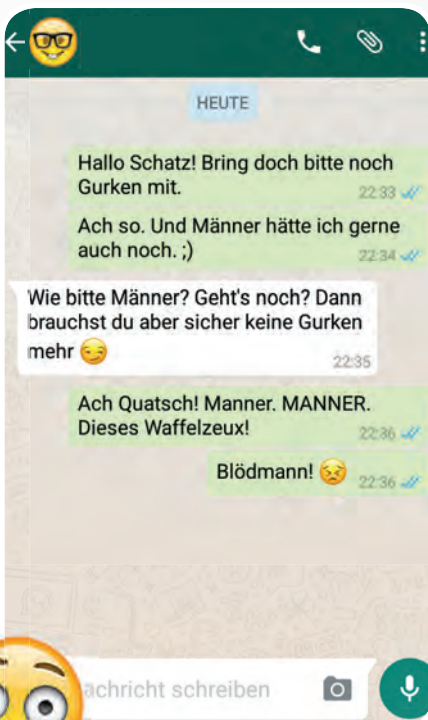 HEUTE
Hallo Schatz! Bring doch bitte noch
Gurken mit.
22:33
Ach so. Und Männer hätte ich gerne
auch noch. ;)
22:34
Wie bitte Männer? Geht's noch? Dann
brauchst du aber sicher keine Gurken
mehr 😏
22:35
Ach Quatsch! Manner. MANNER.
Dieses Waffelzeux!
22:36
Blödmann! 😣
22:36
achricht schreiben